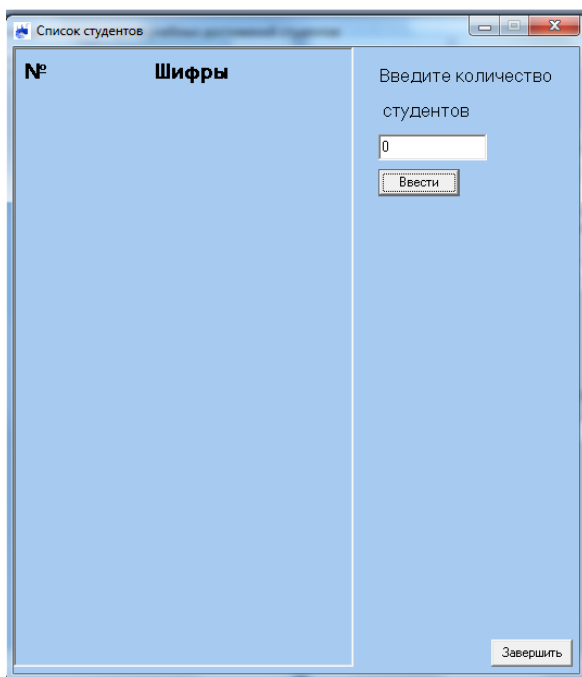 Список студентов
№ Шифры
Введите количество
студентов
0
Ввести
Завершить